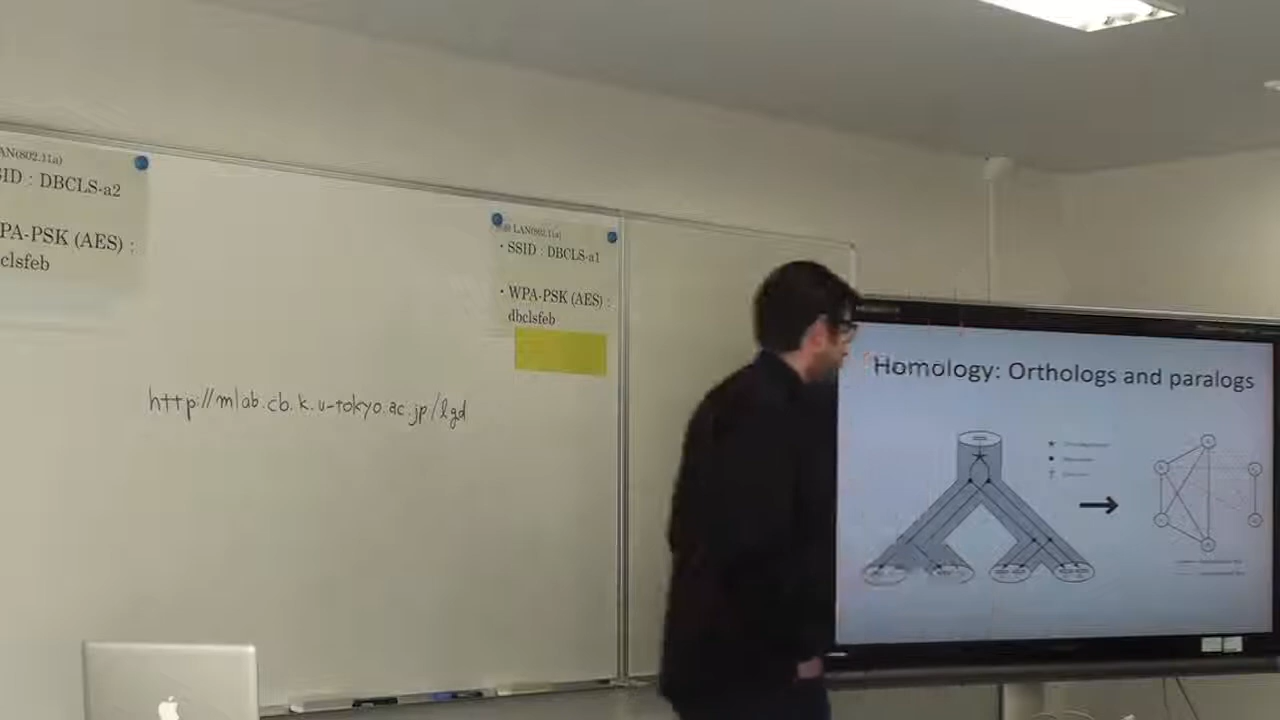 AN(802.11a)
SID : DBCLS-a2
PA-PSK (AES) :
clsfeb
LAN(802.11a)
・SSID : DBCLS-a1
・WPA-PSK (AES) :
dbclsfeb
http://mlab.cb.k.u-tokyo.ac.jp/lgd
Homology: Orthologs and paralogs